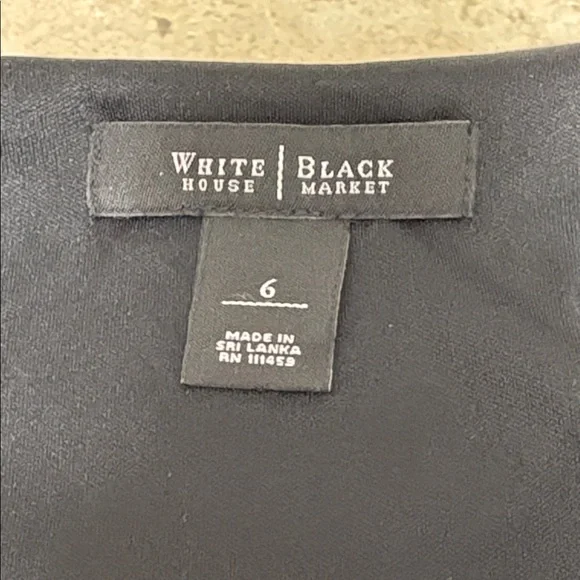 WHITE | BLACK
HOUSE MARKET
6
MADE IN
SRI LANKA
RN 111459